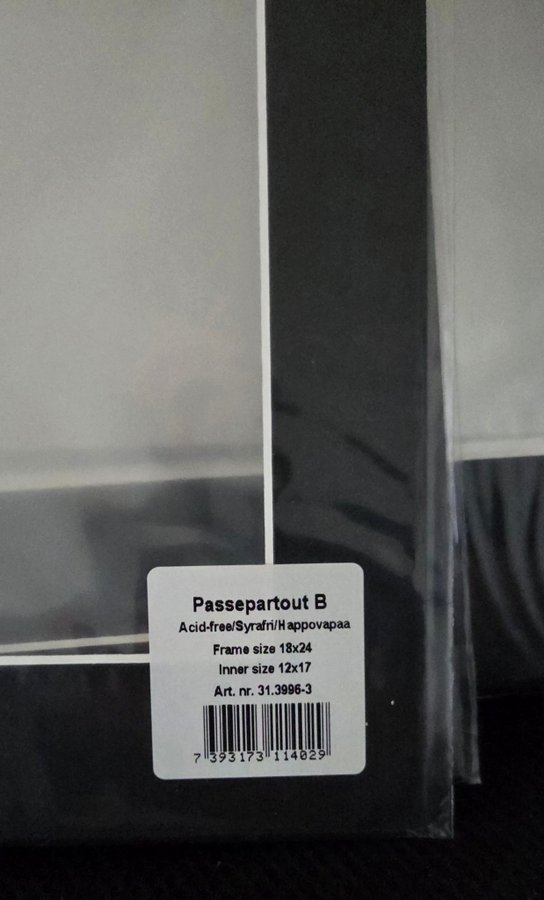 Passepartout B
Acid-free/Syrafri/Happovapaa
Frame size 18x24
Inner size 12x17
Art. nr. 31.3996-3
7 393173 114029